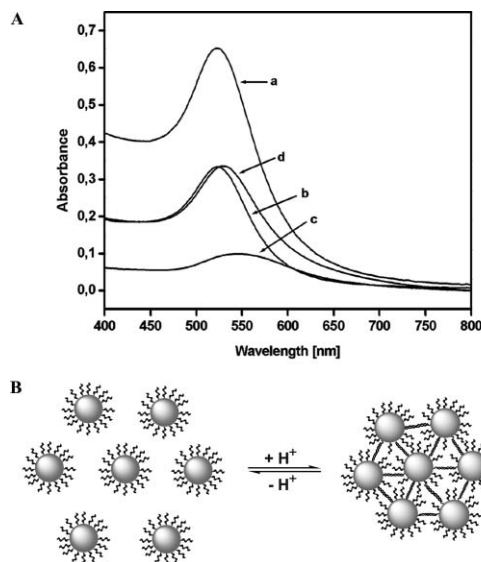 A
0,7
0,6
0,5
0,4
0,3
0,2
0,1
0,0
Absorbance
a
d
b
c
400 450 500 550 600 650 700 750 800
Wavelength [nm]
B
+ H⁺
- H⁺